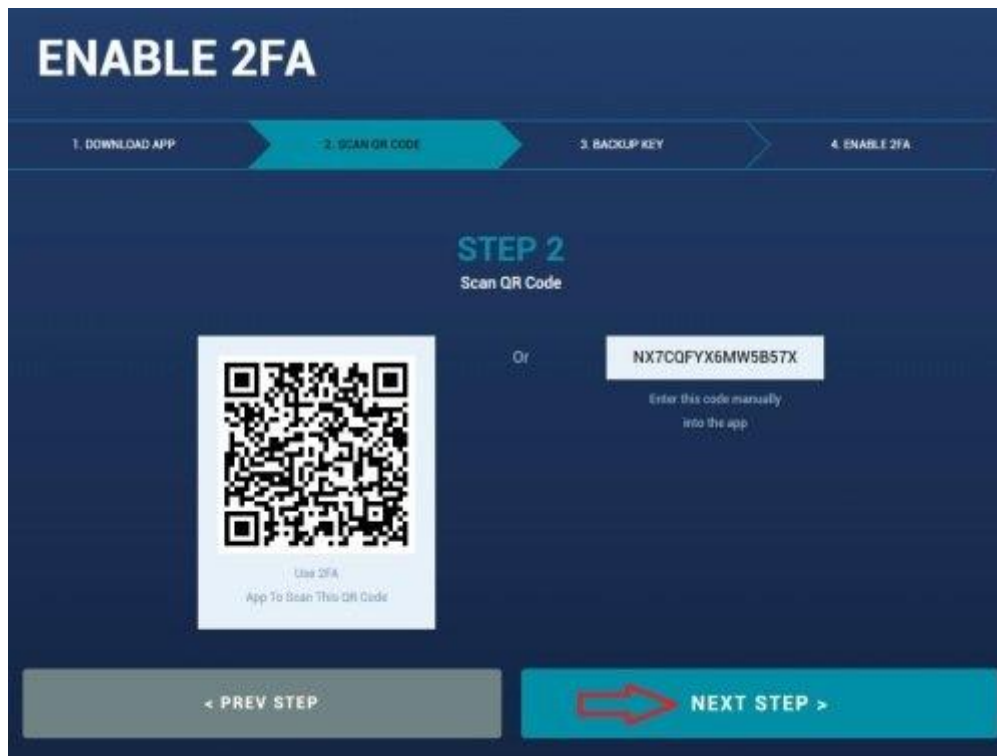 ENABLE 2FA
1. DOWNLOAD APP
2. SCAN QR CODE
3. BACKUP KEY
4. ENABLE 2FA
STEP 2
Scan QR Code
Or
NX7CQFYX6MW5B57X
Enter this code manually
into the app
Use 2FA
App To Scan This QR Code
< PREV STEP
NEXT STEP >